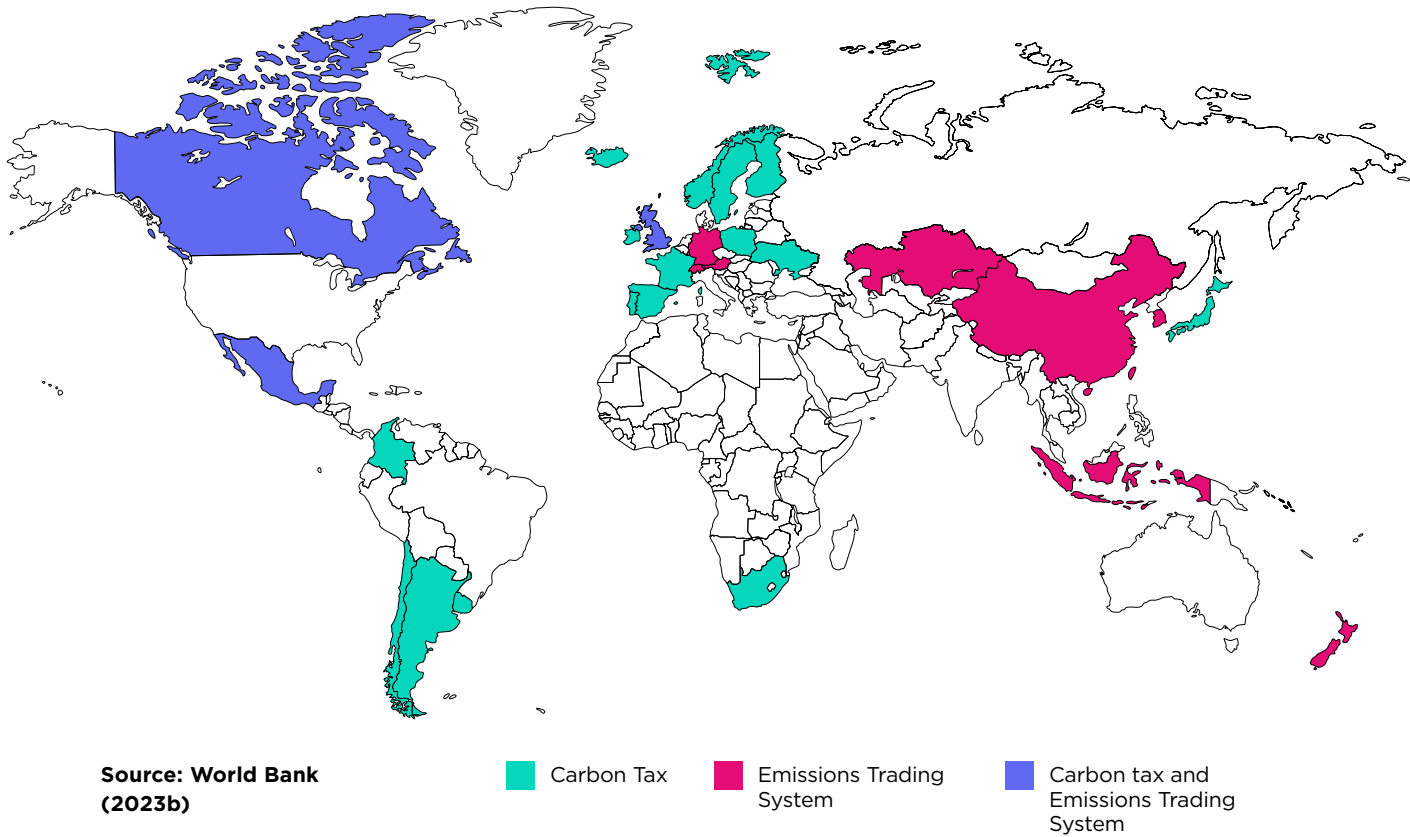 Source: World Bank
(2023b)
Carbon Tax
Emissions Trading
System
Carbon tax and
Emissions Trading
System